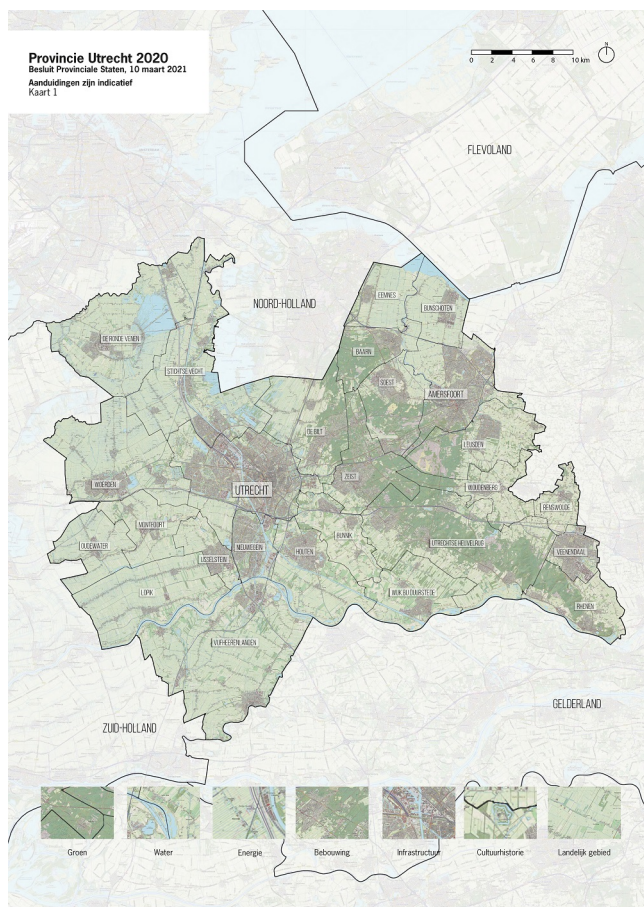 Provincie Utrecht 2020
Besluit Provinciale Staten, 10 maart 2021
Aanduidingen zijn indicatief
Kaart 1
0 2 4 6 8 10 km
N
FLEVOLAND
NOORD-HOLLAND
EEMNES
BUNSCHOTEN
DE RONDE VENEN
BAARN
STICHTSE VECHT
SOEST
AMERSFOORT
DE BILT
LEUSDEN
ZEIST
WOERDEN
UTRECHT
WOUDENBERG
RENSWOUDE
MONTFOORT
BUNNIK
OUDEWATER
NIEUWEGEIN
HOUTEN
UTRECHTSE HEUVELRUG
VEENENDAAL
IJSSELSTEIN
LOPIK
WIJK BIJ DUURSTEDE
RHENEN
VIJFHEERENLANDEN
GELDERLAND
ZUID-HOLLAND
Groen
Water
Energie
Bebouwing
Infrastructuur
Cultuurhistorie
Landelijk gebied